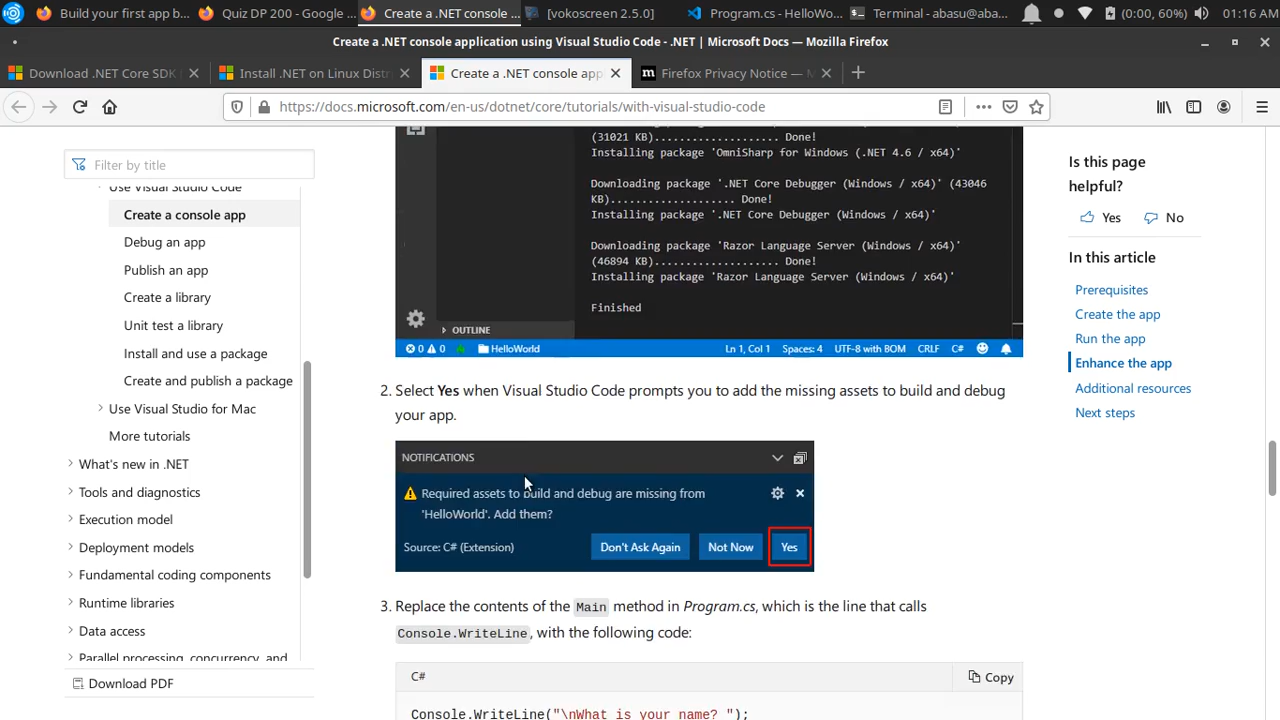 Build your first app b...
Quiz DP 200 - Google ...
Create a .NET console ...
[vokoscreen 2.5.0]
Program.cs - HelloWo...
Terminal - abasu@aba...
(0:00, 60%)
01:16 AM
Create a .NET console application using Visual Studio Code - .NET | Microsoft Docs — Mozilla Firefox
Download .NET Core SDK
Install .NET on Linux Distr
Create a .NET console app
Firefox Privacy Notice — M
https://docs.microsoft.com/en-us/dotnet/core/tutorials/with-visual-studio-code
Filter by title
Use Visual Studio Code
Create a console app
Debug an app
Publish an app
Create a library
Unit test a library
Install and use a package
Create and publish a package
Use Visual Studio for Mac
More tutorials
What's new in .NET
Tools and diagnostics
Execution model
Deployment models
Fundamental coding components
Runtime libraries
Data access
Parallel processing, concurrency, and
Download PDF
(31021 KB)................... Done!
Installing package 'OmniSharp for Windows (.NET 4.6 / x64)'
Downloading package '.NET Core Debugger (Windows / x64)' (43046
KB).................... Done!
Installing package '.NET Core Debugger (Windows / x64)'
Downloading package 'Razor Language Server (Windows / x64)'
(46894 KB).................... Done!
Installing package 'Razor Language Server (Windows / x64)'
Finished
OUTLINE
0 0 HelloWorld Ln 1, Col 1 Spaces: 4 UTF-8 with BOM CRLF C#
2. Select Yes when Visual Studio Code prompts you to add the missing assets to build and debug
your app.
NOTIFICATIONS
Required assets to build and debug are missing from
'HelloWorld'. Add them?
Source: C# (Extension)
Don't Ask Again
Not Now
Yes
3. Replace the contents of the Main method in Program.cs, which is the line that calls
Console.WriteLine, with the following code:
C#
Copy
Console.WriteLine("\nWhat is your name? ");
Is this page
helpful?
Yes
No
In this article
Prerequisites
Create the app
Run the app
Enhance the app
Additional resources
Next steps